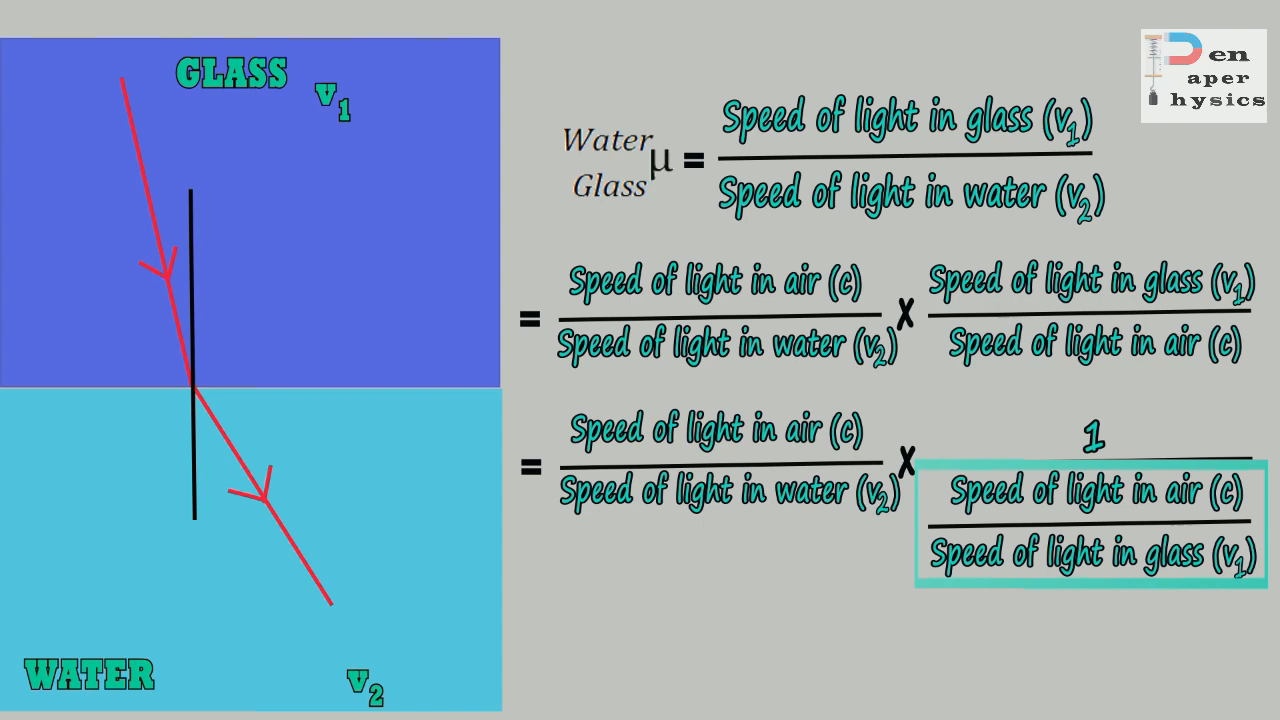 GLASS
v1
WATER
v2
Pen
aper
hysics
Water
Glass μ = Speed of light in glass (v1)
Speed of light in water (v2)
= Speed of light in air (c) x Speed of light in glass (v1)
Speed of light in water (v2) Speed of light in air (c)
= Speed of light in air (c) x 1
Speed of light in water (v2) Speed of light in air (c)
Speed of light in glass (v1)